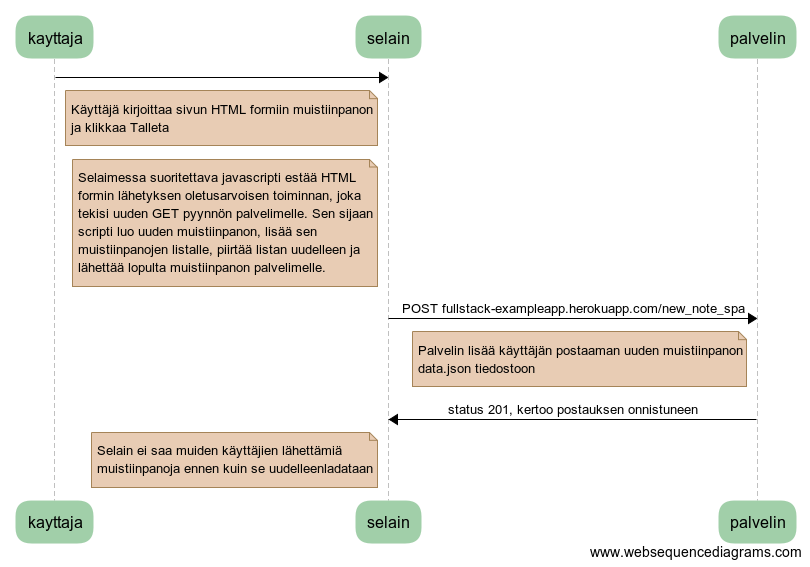 kayttaja
selain
palvelin
Käyttäjä kirjoittaa sivun HTML formiin muistiinpanon
ja klikkaa Talleta
Selaimessa suoritettava javascripti estää HTML
formin lähetyksen oletusarvoisen toiminnan, joka
tekisi uuden GET pyynnön palvelimelle. Sen sijaan
scripti luo uuden muistiinpanon, lisää sen
muistiinpanojen listalle, piirtää listan uudelleen ja
lähettää lopulta muistiinpanon palvelimelle.
POST fullstack-exampleapp.herokuapp.com/new_note_spa
Palvelin lisää käyttäjän postaaman uuden muistiinpanon
data.json tiedostoon
status 201, kertoo postauksen onnistuneen
Selain ei saa muiden käyttäjien lähettämiä
muistiinpanoja ennen kuin se uudelleenladataan
kayttaja
selain
palvelin
www.websequencediagrams.com